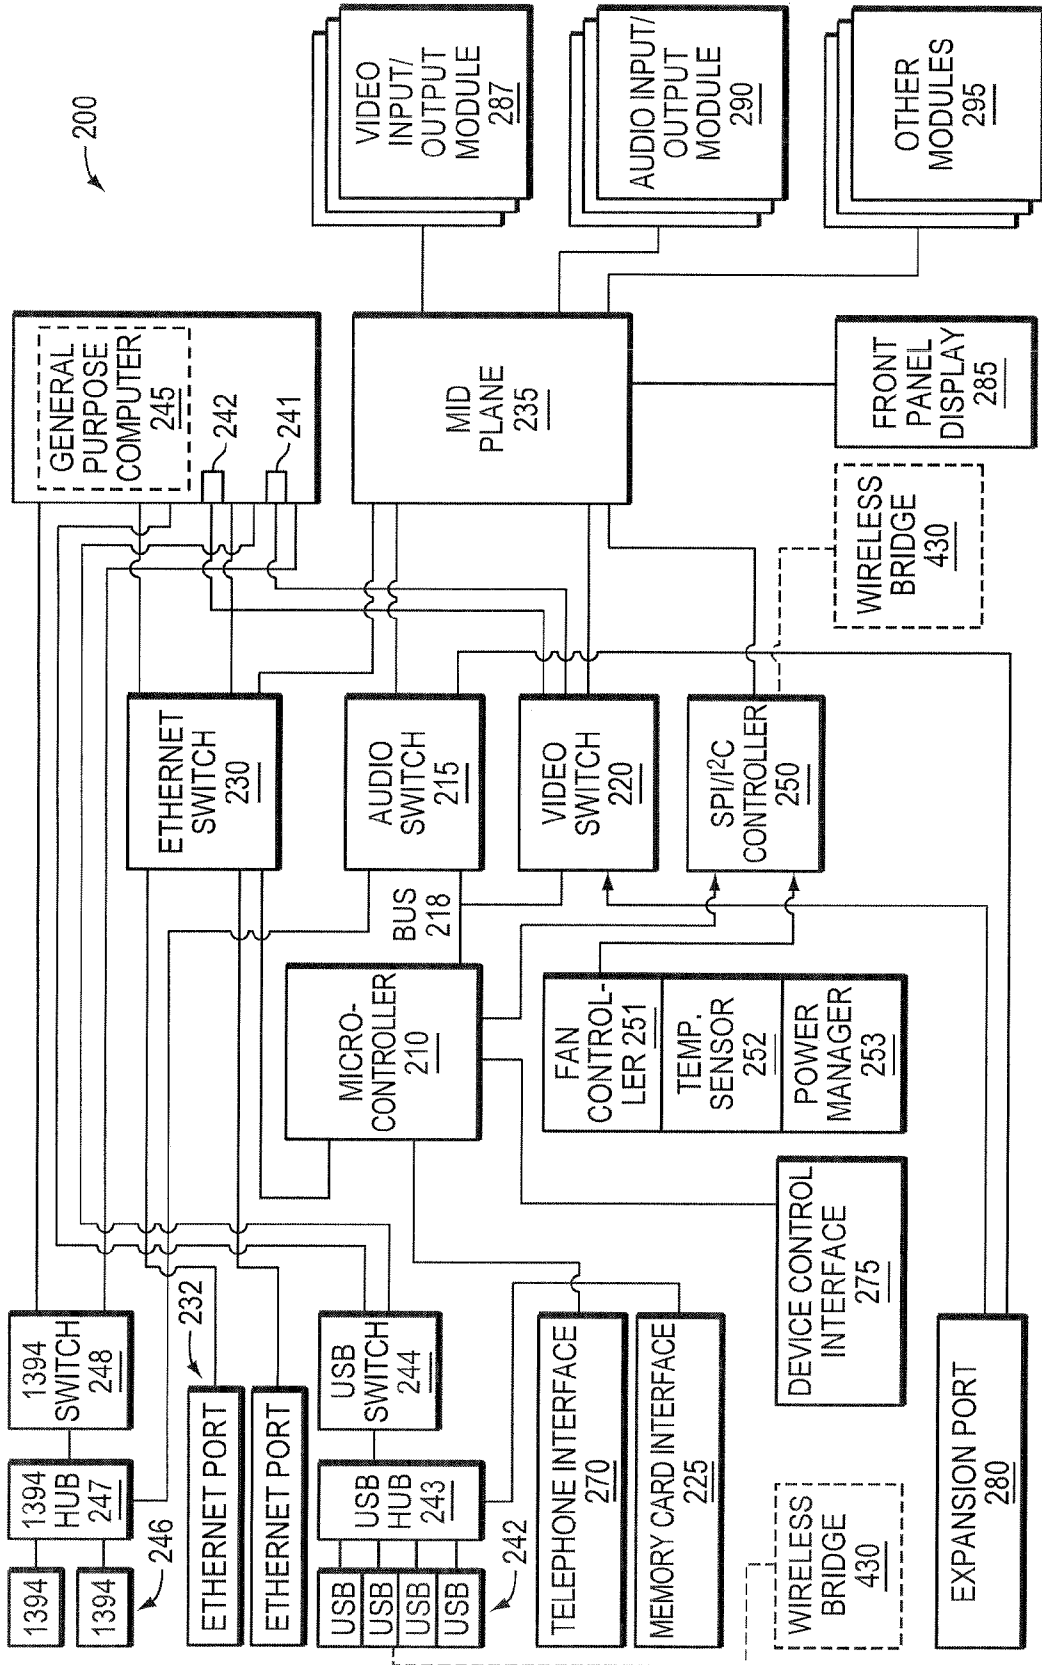 200
1394
1394
246
1394
HUB
247
1394
SWITCH
248
GENERAL
PURPOSE
COMPUTER
245
242
241
ETHERNET PORT
ETHERNET PORT
232
ETHERNET
SWITCH
230
USB
USB
USB
USB
242
USB
HUB
243
USB
SWITCH
244
MICRO-
CONTROLLER
210
BUS
218
AUDIO
SWITCH
215
MID
PLANE
235
VIDEO
INPUT/
OUTPUT
MODULE
287
TELEPHONE INTERFACE
270
MEMORY CARD INTERFACE
225
FAN
CONTROL-
LER 251
TEMP.
SENSOR
252
POWER
MANAGER
253
VIDEO
SWITCH
220
SPI/I²C
CONTROLLER
250
AUDIO INPUT/
OUTPUT
MODULE
290
WIRELESS
BRIDGE
430
DEVICE CONTROL
INTERFACE
275
WIRELESS
BRIDGE
430
FRONT
PANEL
DISPLAY
285
OTHER
MODULES
295
EXPANSION PORT
280